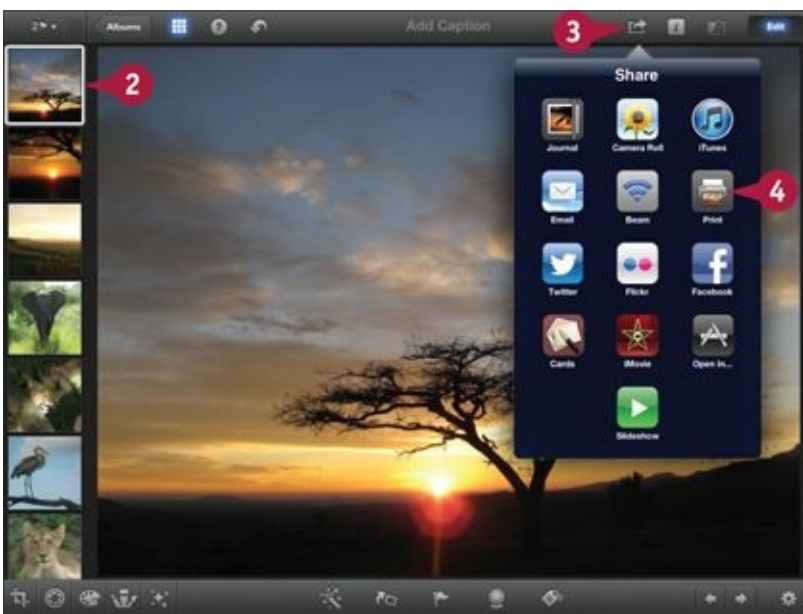 2
Albums
Add Caption
3
Edit
Share
2
Journal
Camera Roll
iTunes
Email
Beam
Print
4
Twitter
Flickr
Facebook
Cards
iMovie
Open In...
Slideshow